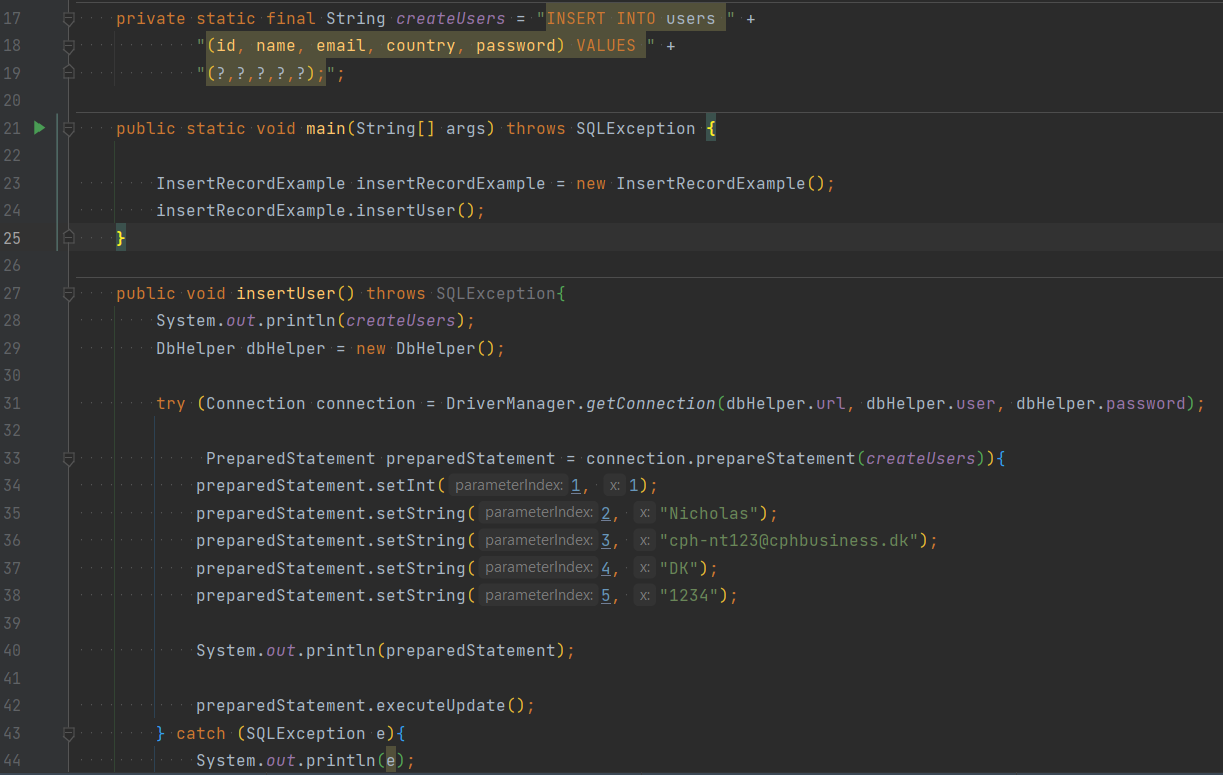 17 private static final String createUsers = "INSERT INTO users " +
18 "(id, name, email, country, password) VALUES " +
19 "(?,?,?,?,?);";
20
21 public static void main(String[] args) throws SQLException {
22
23 InsertRecordExample insertRecordExample = new InsertRecordExample();
24 insertRecordExample.insertUser();
25 }
26
27 public void insertUser() throws SQLException{
28 System.out.println(createUsers);
29 DbHelper dbHelper = new DbHelper();
30
31 try (Connection connection = DriverManager.getConnection(dbHelper.url, dbHelper.user, dbHelper.password);
32
33 PreparedStatement preparedStatement = connection.prepareStatement(createUsers)){
34 preparedStatement.setInt( parameterIndex: 1, x: 1);
35 preparedStatement.setString( parameterIndex: 2, x: "Nicholas");
36 preparedStatement.setString( parameterIndex: 3, x: "cph-nt123@cphbusiness.dk");
37 preparedStatement.setString( parameterIndex: 4, x: "DK");
38 preparedStatement.setString( parameterIndex: 5, x: "1234");
39
40 System.out.println(preparedStatement);
41
42 preparedStatement.executeUpdate();
43 } catch (SQLException e){
44 System.out.println(e);